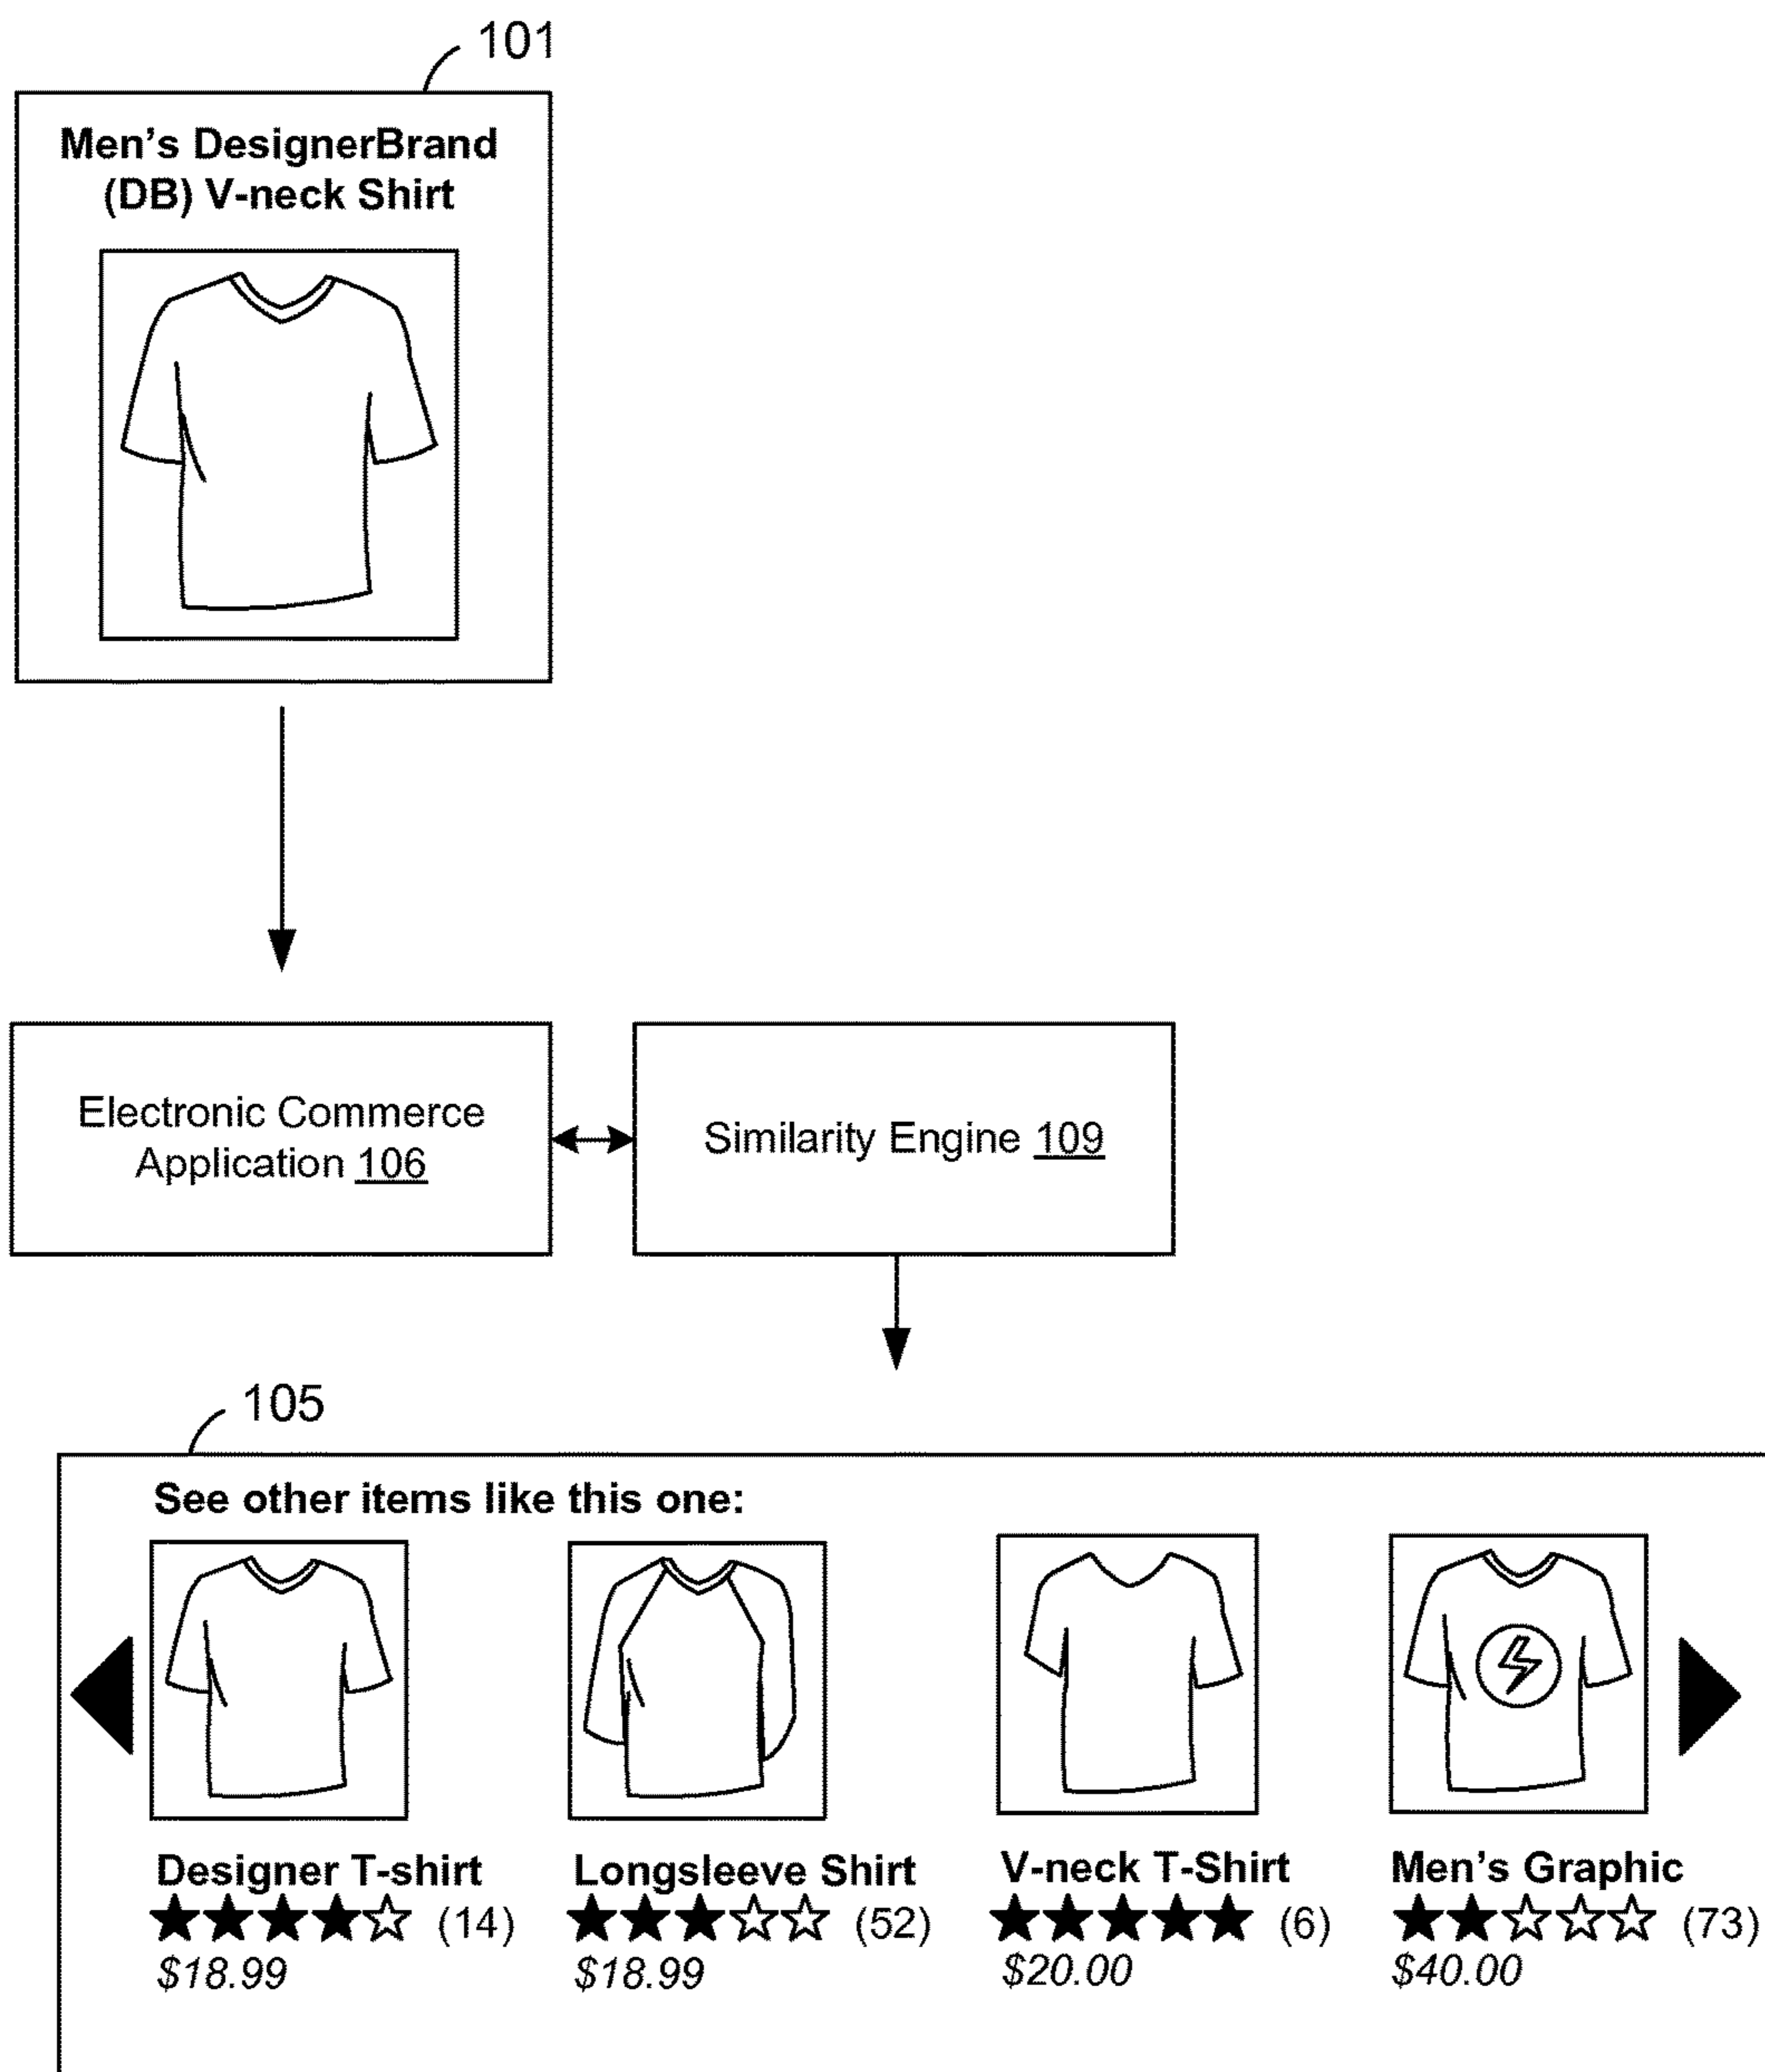 101
Men's DesignerBrand
(DB) V-neck Shirt
Electronic Commerce
Application 106
Similarity Engine 109
105
See other items like this one:
Designer T-shirt
(14)
$18.99
Longsleeve Shirt
(52)
$18.99
V-neck T-Shirt
(6)
$20.00
Men's Graphic
(73)
$40.00